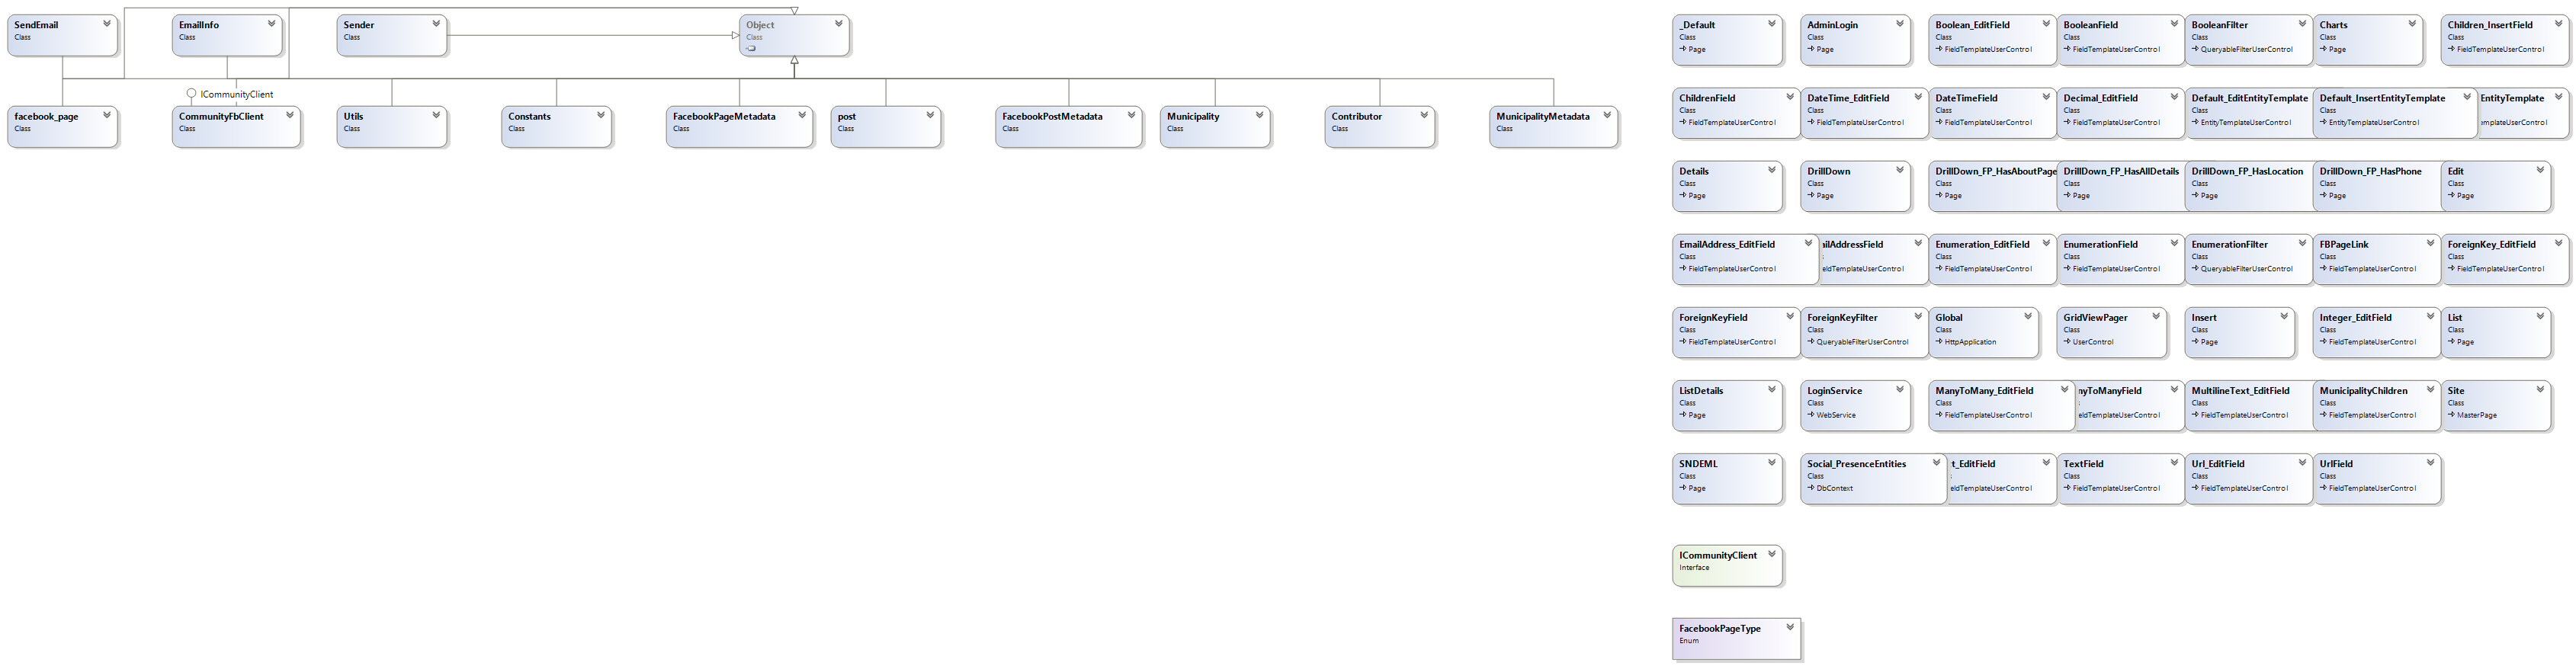 SendEmail
Class
EmailInfo
Class
Sender
Class
Object
Class
ICommunityClient
facebook_page
Class
CommunityFbClient
Class
Utils
Class
Constants
Class
FacebookPageMetadata
Class
post
Class
FacebookPostMetadata
Class
Municipality
Class
Contributor
Class
MunicipalityMetadata
Class
_Default
Class
Page
AdminLogin
Class
Page
Boolean_EditField
Class
FieldTemplateUserControl
BooleanField
Class
FieldTemplateUserControl
BooleanFilter
Class
QueryableFilterUserControl
Charts
Class
Page
Children_InsertField
Class
FieldTemplateUserControl
ChildrenField
Class
FieldTemplateUserControl
DateTime_EditField
Class
FieldTemplateUserControl
DateTimeField
Class
FieldTemplateUserControl
Decimal_EditField
Class
FieldTemplateUserControl
Default_EditEntityTemplate
Class
EntityTemplateUserControl
Default_InsertEntityTemplate
Class
EntityTemplateUserControl
EntityTemplate
mplateUserControl
Details
Class
Page
DrillDown
Class
Page
DrillDown_FP_HasAboutPage
Class
Page
DrillDown_FP_HasAllDetails
Class
Page
DrillDown_FP_HasLocation
Class
Page
DrillDown_FP_HasPhone
Class
Page
Edit
Class
Page
EmailAddress_EditField
Class
FieldTemplateUserControl
ailAddressField
ieldTemplateUserControl
Enumeration_EditField
Class
FieldTemplateUserControl
EnumerationField
Class
FieldTemplateUserControl
EnumerationFilter
Class
QueryableFilterUserControl
FBPageLink
Class
FieldTemplateUserControl
ForeignKey_EditField
Class
FieldTemplateUserControl
ForeignKeyField
Class
FieldTemplateUserControl
ForeignKeyFilter
Class
QueryableFilterUserControl
Global
Class
HttpApplication
GridViewPager
Class
UserControl
Insert
Class
Page
Integer_EditField
Class
FieldTemplateUserControl
List
Class
Page
ListDetails
Class
Page
LoginService
Class
WebService
ManyToMany_EditField
Class
FieldTemplateUserControl
nyToManyField
ieldTemplateUserControl
MultilineText_EditField
Class
FieldTemplateUserControl
MunicipalityChildren
Class
FieldTemplateUserControl
Site
Class
MasterPage
SNDEML
Class
Page
Social_PresenceEntities
Class
DbContext
t_EditField
ieldTemplateUserControl
TextField
Class
FieldTemplateUserControl
Url_EditField
Class
FieldTemplateUserControl
UrlField
Class
FieldTemplateUserControl
ICommunityClient
Interface
FacebookPageType
Enum